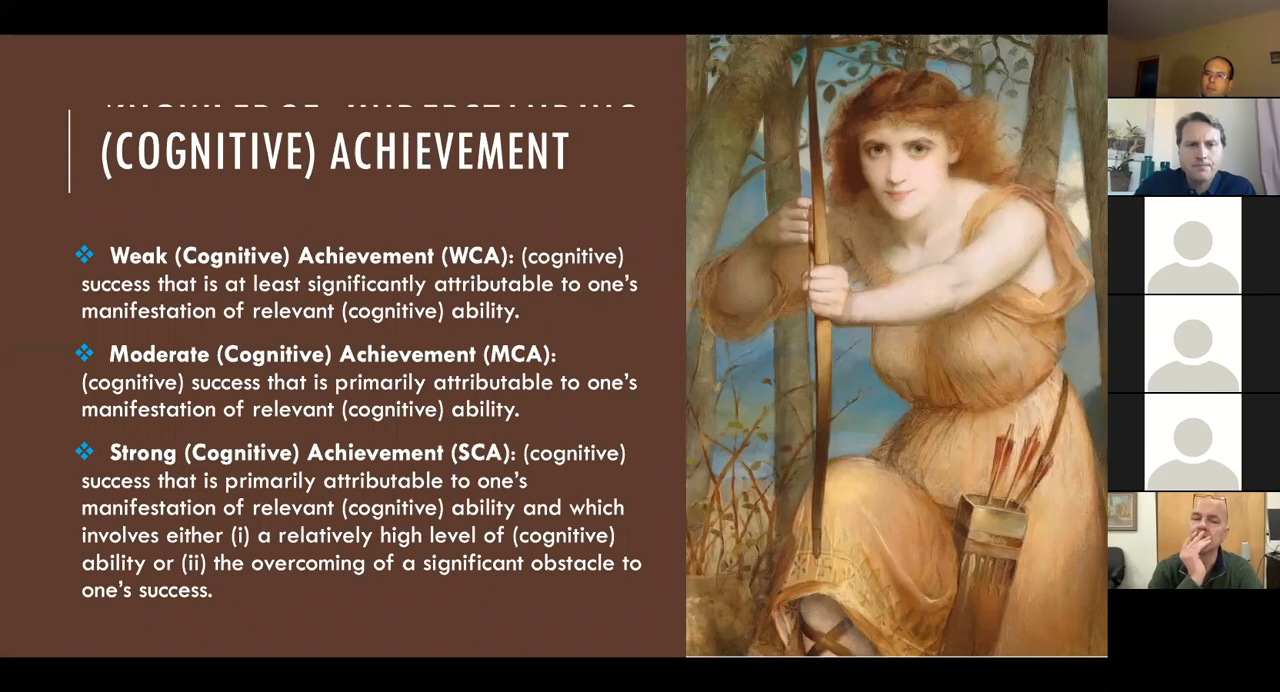 (COGNITIVE) ACHIEVEMENT
Weak (Cognitive) Achievement (WCA): (cognitive)
success that is at least significantly attributable to one's
manifestation of relevant (cognitive) ability.
Moderate (Cognitive) Achievement (MCA):
(cognitive) success that is primarily attributable to one's
manifestation of relevant (cognitive) ability.
Strong (Cognitive) Achievement (SCA): (cognitive)
success that is primarily attributable to one's
manifestation of relevant (cognitive) ability and which
involves either (i) a relatively high level of (cognitive)
ability or (ii) the overcoming of a significant obstacle to
one's success.